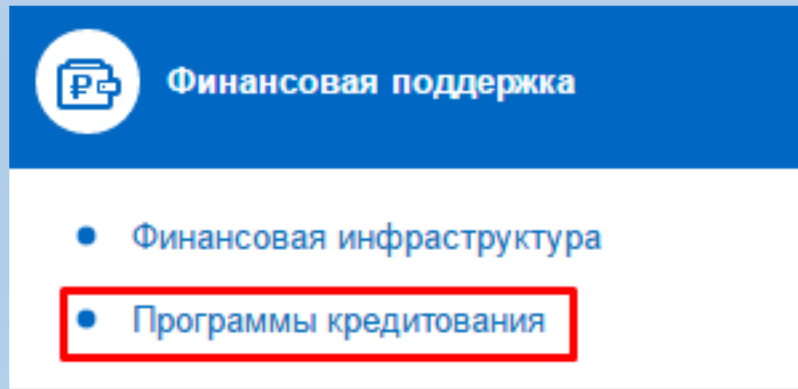 Финансовая поддержка
Финансовая инфраструктура
Программы кредитования